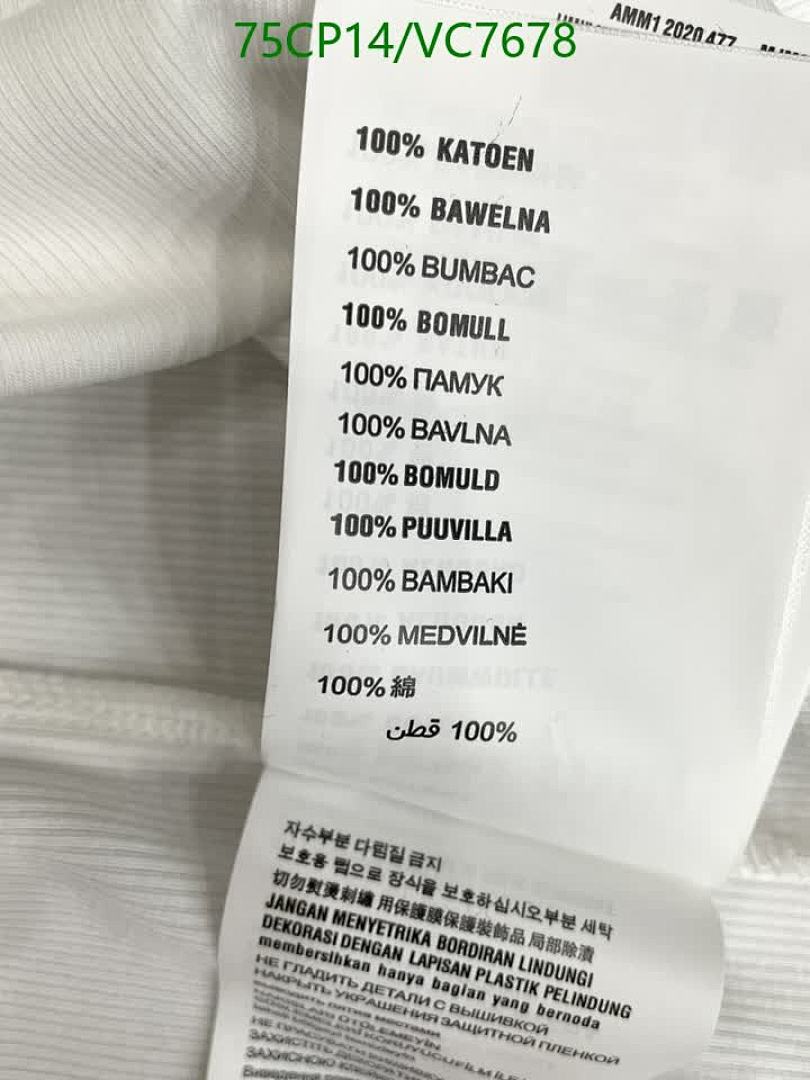 75CP14/VC7678
AMM1 2020 477
100% KATOEN
100% BAWELNA
100% BUMBAC
100% BOMULL
100% ПАМУК
100% BAVLNA
100% BOMULD
100% PUUVILLA
100% BAMBAKI
100% MEDVILNĖ
100% 綿
100% قطن
자수부분 다림질 금지
보호용 랩으로 장식을 보호하십시오부분 세탁
切勿熨燙刺繡 用保護膜保護裝飾品 局部除漬
JANGAN MENYETRIKA BORDIRAN LINDUNGI
DEKORASI DENGAN LAPISAN PLASTIK PELINDUNG
membersihkan hanya bagian yang bernoda
НЕ ГЛАДИТЬ ДЕТАЛИ С ВЫШИВКОЙ
НАКРЫТЬ УКРАШЕНИЯ ЗАЩИТНОЙ ПЛЕНКОЙ